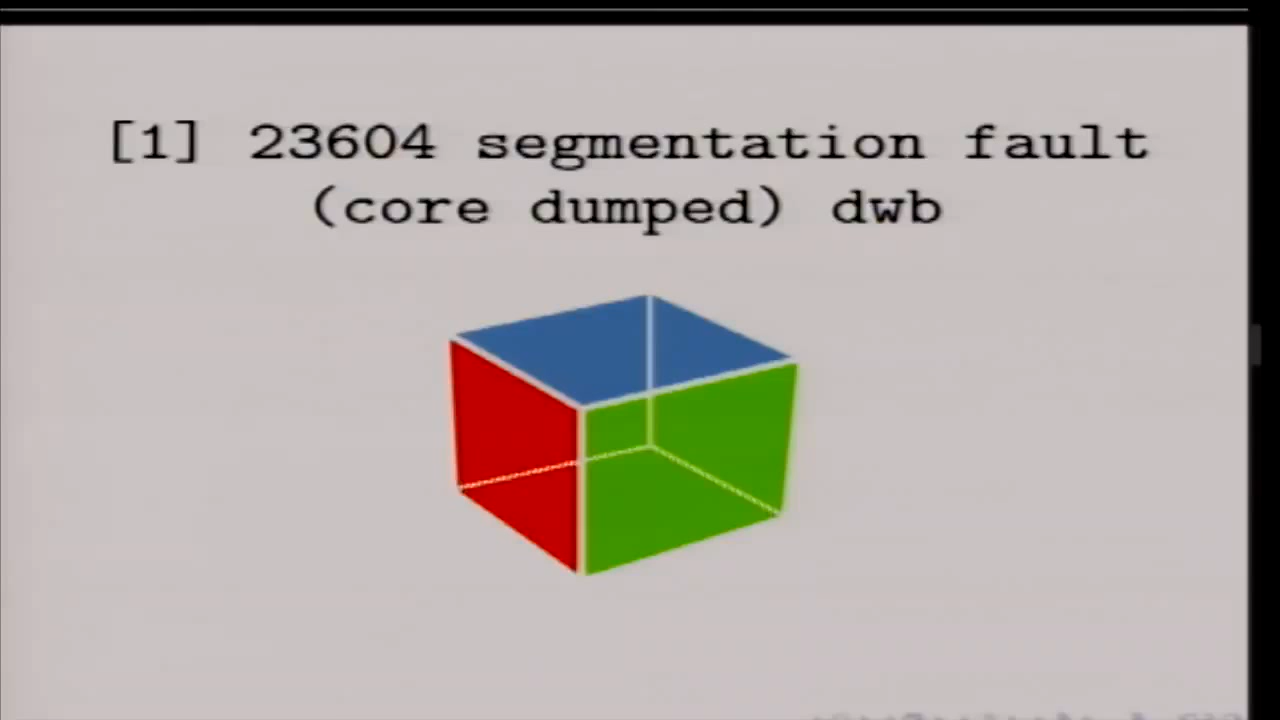 [1] 23604 segmentation fault
(core dumped) dwb